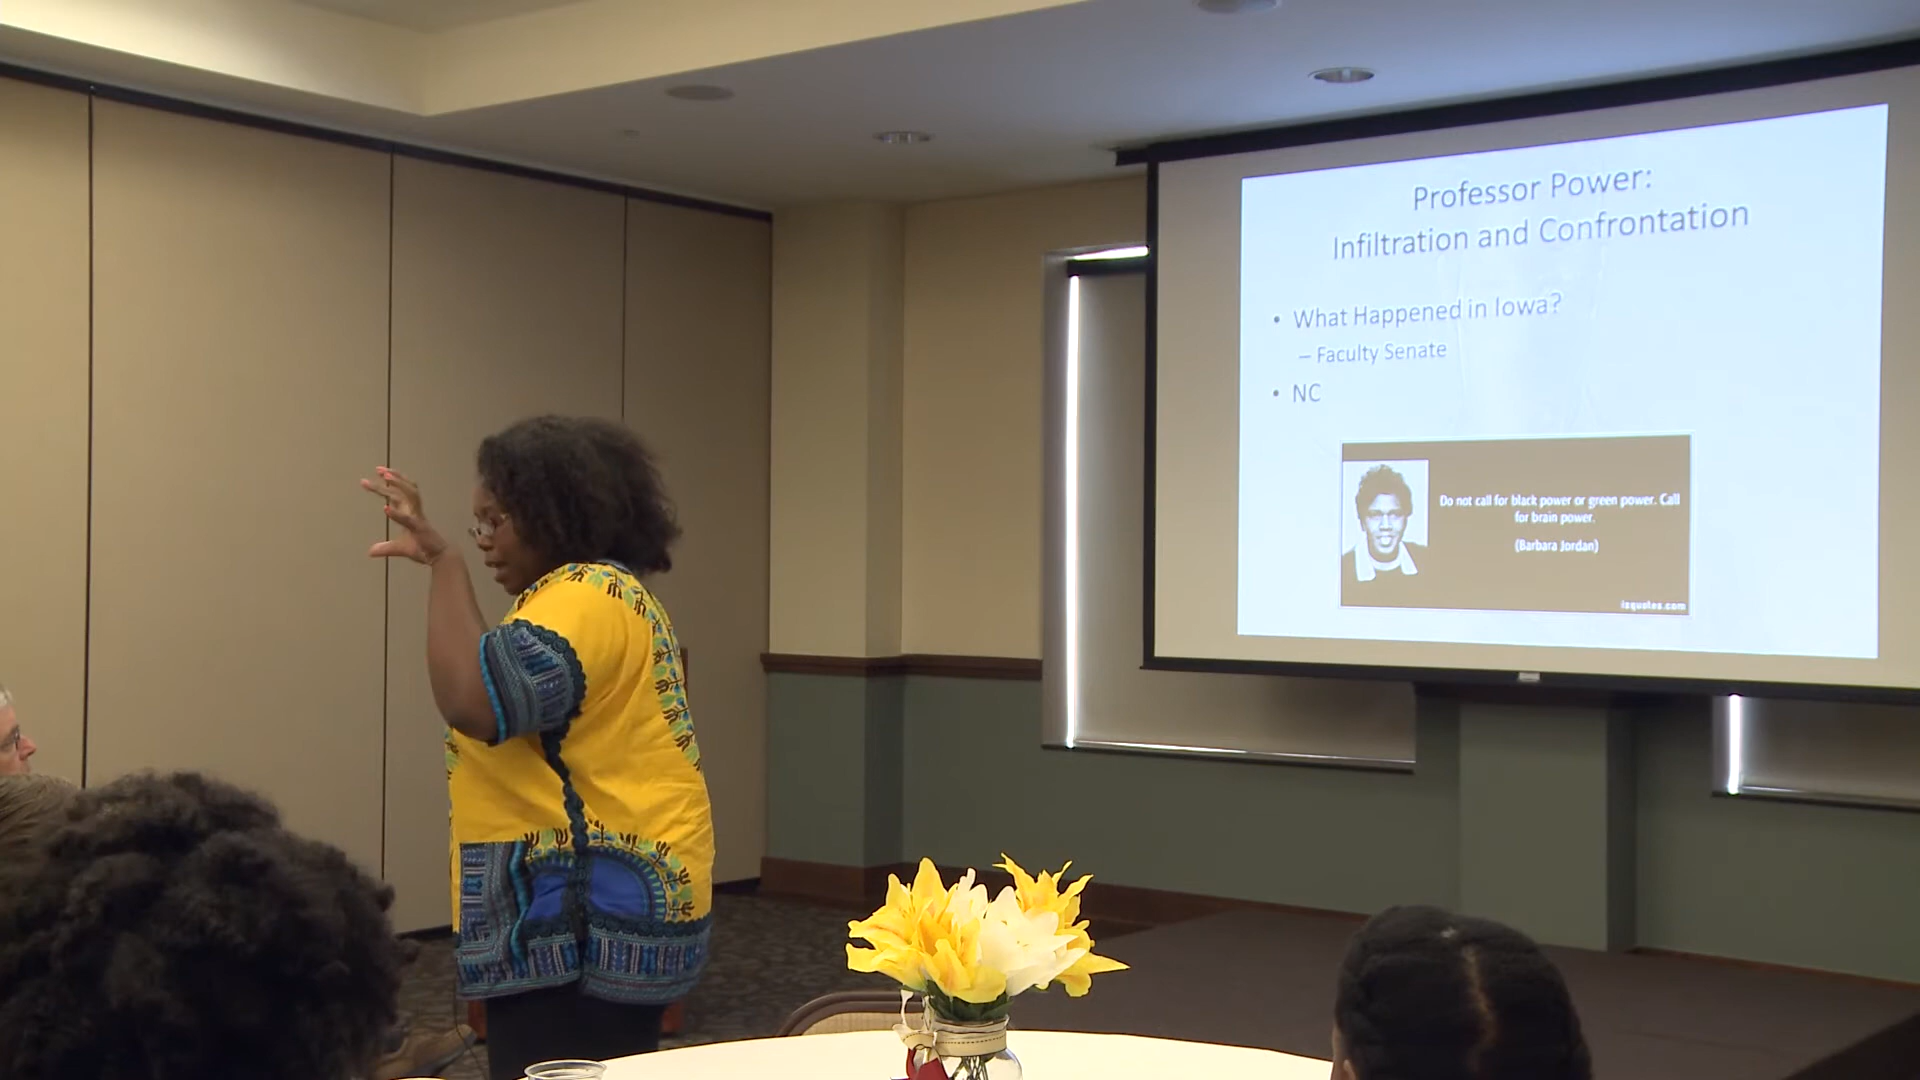 Professor Power:
Infiltration and Confrontation
• What Happened in Iowa?
– Faculty Senate
• NC
Do not call for black power or green power. Call
for brain power.
(Barbara Jordan)
izquotes.com